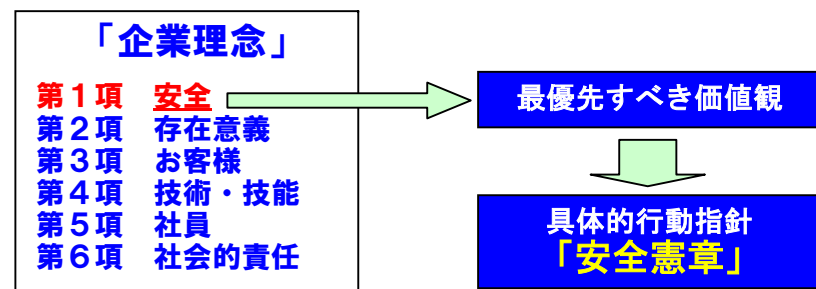 「企業理念」
第1項 安全
第2項 存在意義
第3項 お客様
第4項 技術・技能
第5項 社員
第6項 社会的責任
最優先すべき価値観
具体的行動指針
「安全憲章」